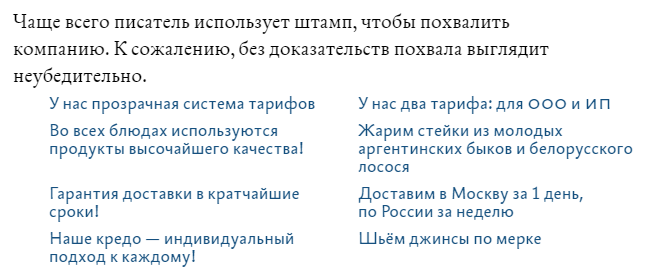 Чаще всего писатель использует штамп, чтобы похвалить
компанию. К сожалению, без доказательств похвала выглядит
неубедительно.
У нас прозрачная система тарифов
У нас два тарифа: для ООО и ИП
Во всех блюдах используются
продукты высочайшего качества!
Жарим стейки из молодых
аргентинских быков и белорусского
лосося
Гарантия доставки в кратчайшие
сроки!
Доставим в Москву за 1 день,
по России за неделю
Наше кредо — индивидуальный
подход к каждому!
Шьём джинсы по мерке